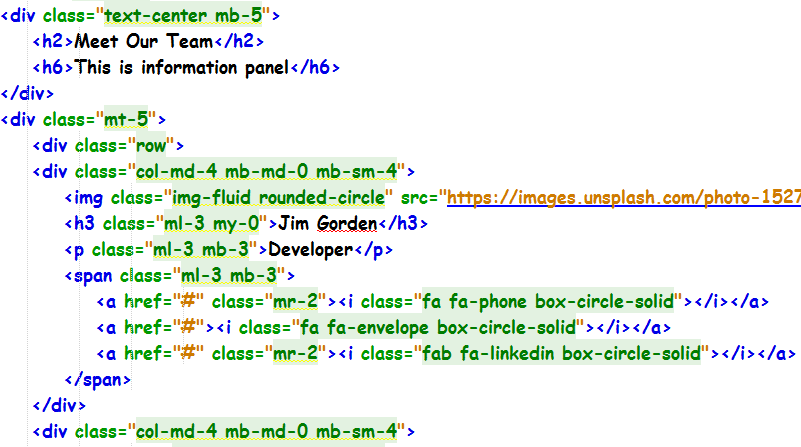 <div class="text-center mb-5">
<h2>Meet Our Team</h2>
<h6>This is information panel</h6>
</div>
<div class="mt-5">
<div class="row">
<div class="col-md-4 mb-md-0 mb-sm-4">
<img class="img-fluid rounded-circle" src="https://images.unsplash.com/photo-1527
<h3 class="ml-3 my-0">Jim Gorden</h3>
<p class="ml-3 mb-3">Developer</p>
<span class="ml-3 mb-3">
<a href="#" class="mr-2"><i class="fa fa-phone box-circle-solid"></i></a>
<a href="#"><i class="fa fa-envelope box-circle-solid"></i></a>
<a href="#" class="mr-2"><i class="fab fa-linkedin box-circle-solid"></i></a>
</span>
</div>
<div class="col-md-4 mb-md-0 mb-sm-4">